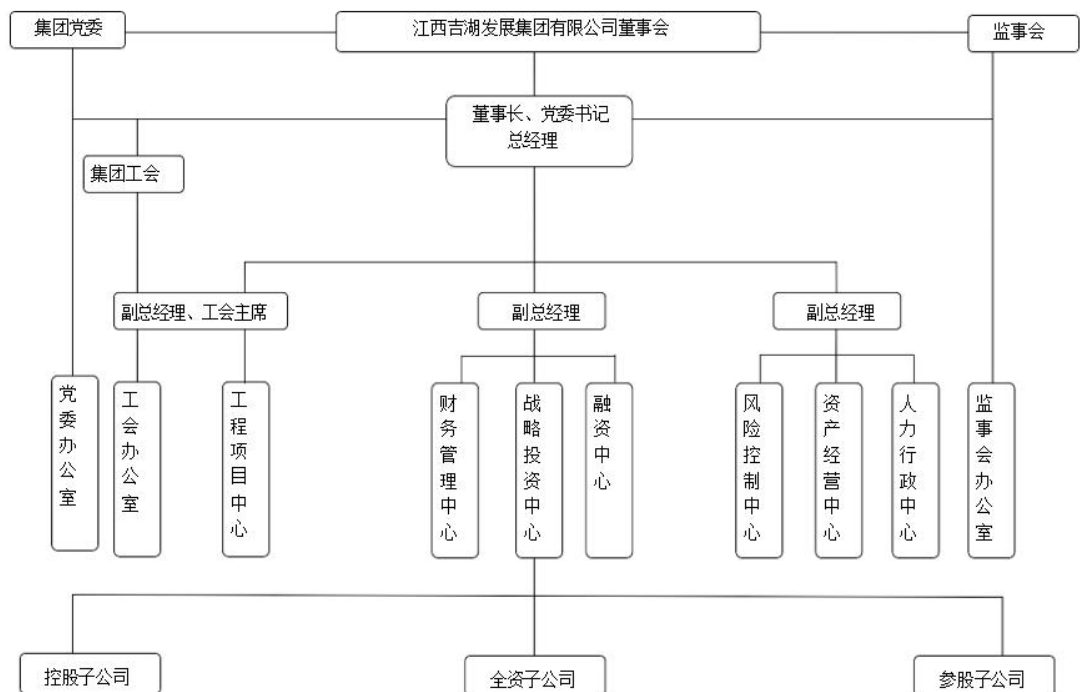 集团党委
江西吉湖发展集团有限公司董事会
监事会
董事长、党委书记
总经理
集团工会
副总经理、工会主席
副总经理
副总经理
党委办公室
工会办公室
工程项目中心
财务管理中心
战略投资中心
融资中心
风险控制中心
资产经营中心
人力行政中心
监事会办公室
控股子公司
全资子公司
参股子公司